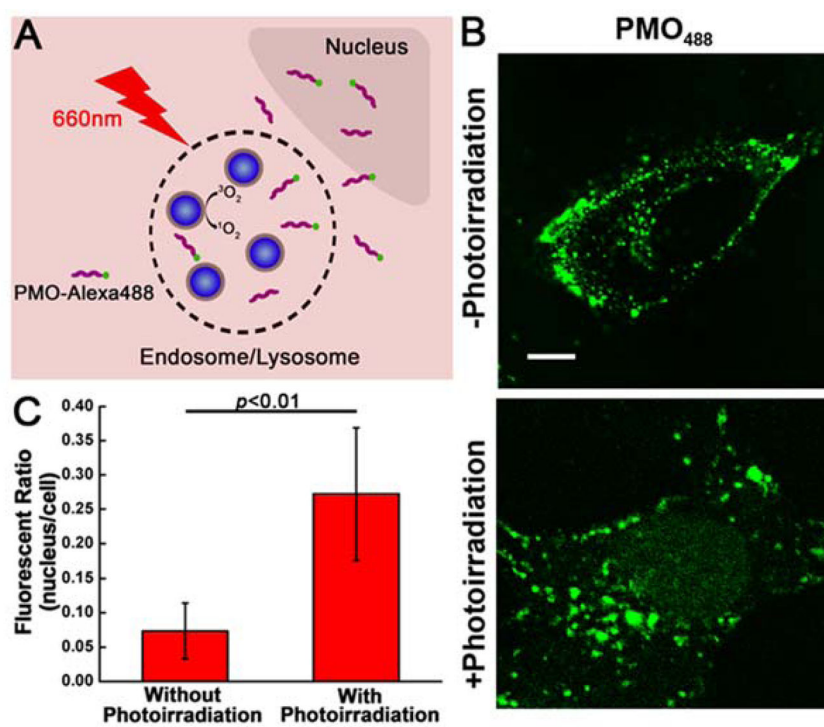 A
Nucleus
660nm
³O₂
¹O₂
PMO-Alexa488
Endosome/Lysosome
B
PMO₄₈₈
-Photoirradiation
+Photoirradiation
C
p<0.01
Fluorescent Ratio
(nucleus/cell)
0.40
0.35
0.30
0.25
0.20
0.15
0.10
0.05
0.00
Without
Photoirradiation
With
Photoirradiation